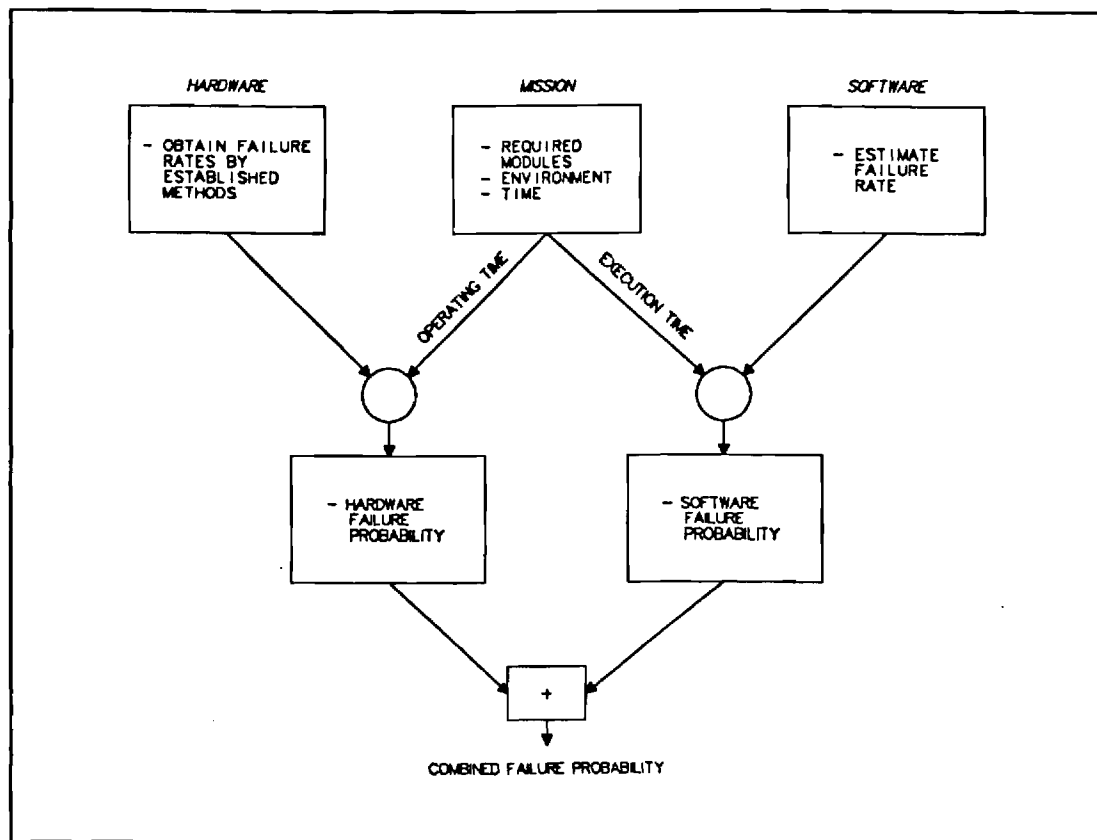 HARDWARE
MISSION
SOFTWARE
- OBTAIN FAILURE
RATES BY
ESTABLISHED
METHODS
- REQUIRED
MODULES
- ENVIRONMENT
- TIME
- ESTIMATE
FAILURE
RATE
OPERATING TIME
EXECUTION TIME
- HARDWARE
FAILURE
PROBABILITY
- SOFTWARE
FAILURE
PROBABILITY
+
COMBINED FAILURE PROBABILITY